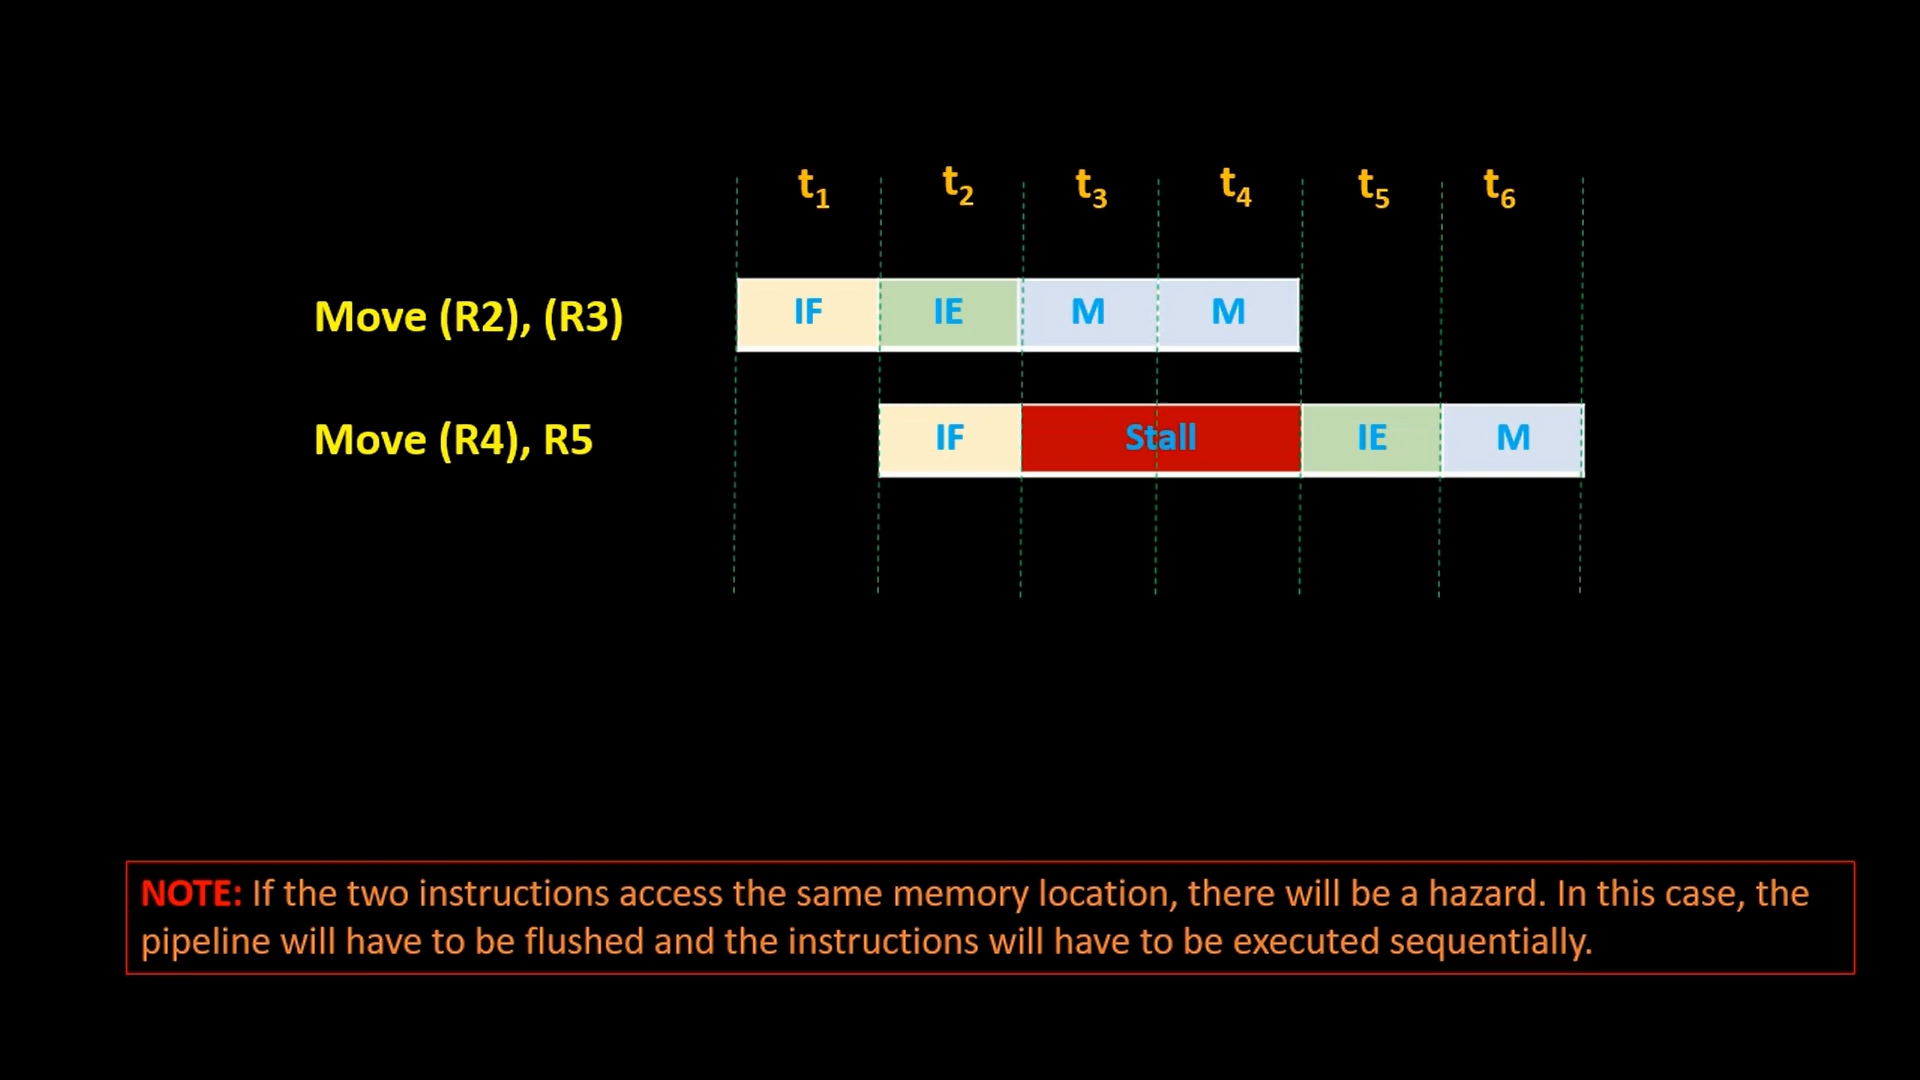 t₁ t₂ t₃ t₄ t₅ t₆
Move (R2), (R3) IF IE M M
Move (R4), R5 IF Stall IE M
NOTE: If the two instructions access the same memory location, there will be a hazard. In this case, the
pipeline will have to be flushed and the instructions will have to be executed sequentially.